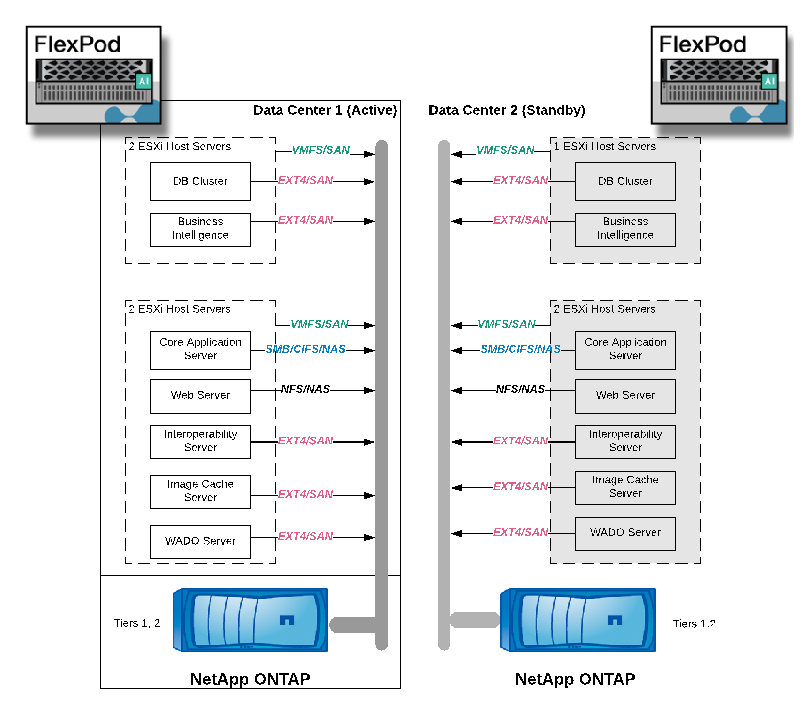 FlexPod
AI
FlexPod
AI
Data Center 1 (Active)
Data Center 2 (Standby)
2 ESXi Host Servers
VMFS/SAN
DB Cluster
EXT4/SAN
Business
Intelligence
EXT4/SAN
2 ESXi Host Servers
VMFS/SAN
Core Application
Server
SMB/CIFS/NAS
Web Server
NFS/NAS
Interoperability
Server
EXT4/SAN
Image Cache
Server
EXT4/SAN
WADO Server
EXT4/SAN
Tiers 1, 2
NetApp ONTAP
1 ESXi Host Servers
VMFS/SAN
EXT4/SAN
DB Cluster
EXT4/SAN
Business
Intelligence
2 ESXi Host Servers
VMFS/SAN
SMB/CIFS/NAS
Core Application
Server
NFS/NAS
Web Server
EXT4/SAN
Interoperability
Server
EXT4/SAN
Image Cache
Server
EXT4/SAN
WADO Server
Tiers 1,2
NetApp ONTAP